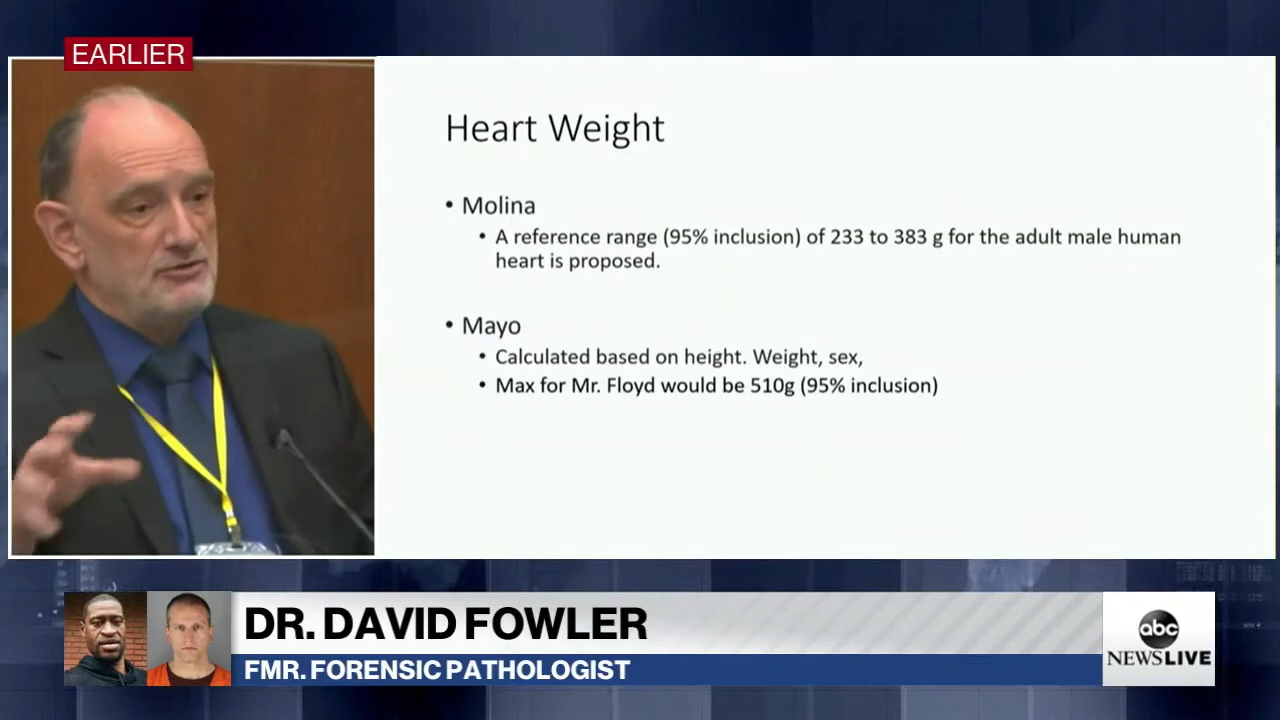 EARLIER
Heart Weight
• Molina
• A reference range (95% inclusion) of 233 to 383 g for the adult male human
heart is proposed.
• Mayo
• Calculated based on height. Weight, sex,
• Max for Mr. Floyd would be 510g (95% inclusion)
DR. DAVID FOWLER
FMR. FORENSIC PATHOLOGIST
abc
NEWSLIVE